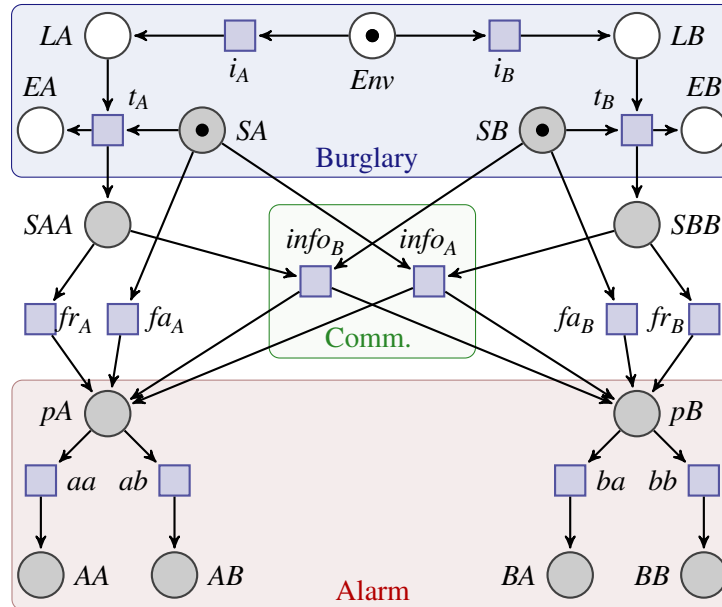 LA i_A Env i_B LB
EA t_A SA SB t_B EB
Burglary
SAA info_B info_A SBB
fr_A fa_A fa_B fr_B
Comm.
pA pB
aa ab ba bb
AA AB BA BB
Alarm